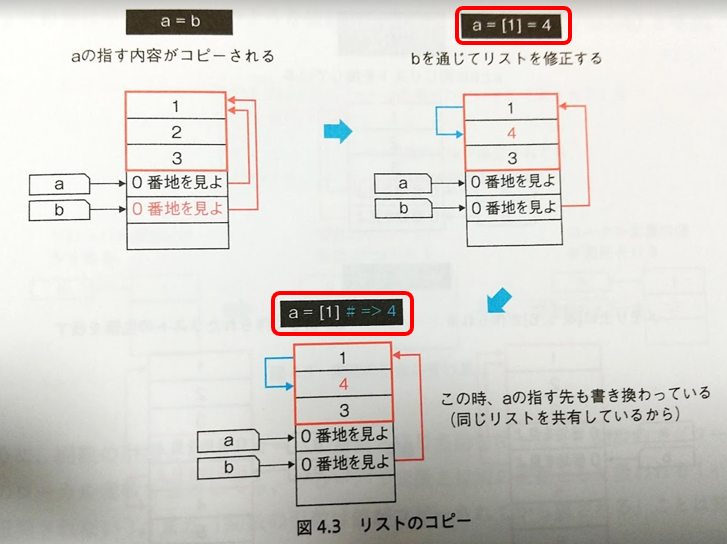 a = b
aの指す内容がコピーされる
1
2
3
a
0 番地を見よ
b
0 番地を見よ
a = [1] = 4
bを通じてリストを修正する
1
4
3
a
0 番地を見よ
b
0 番地を見よ
a = [1] # => 4
1
4
3
a
0 番地を見よ
b
0 番地を見よ
この時、aの指す先も書き換わっている
(同じリストを共有しているから)
図 4.3 リストのコピー